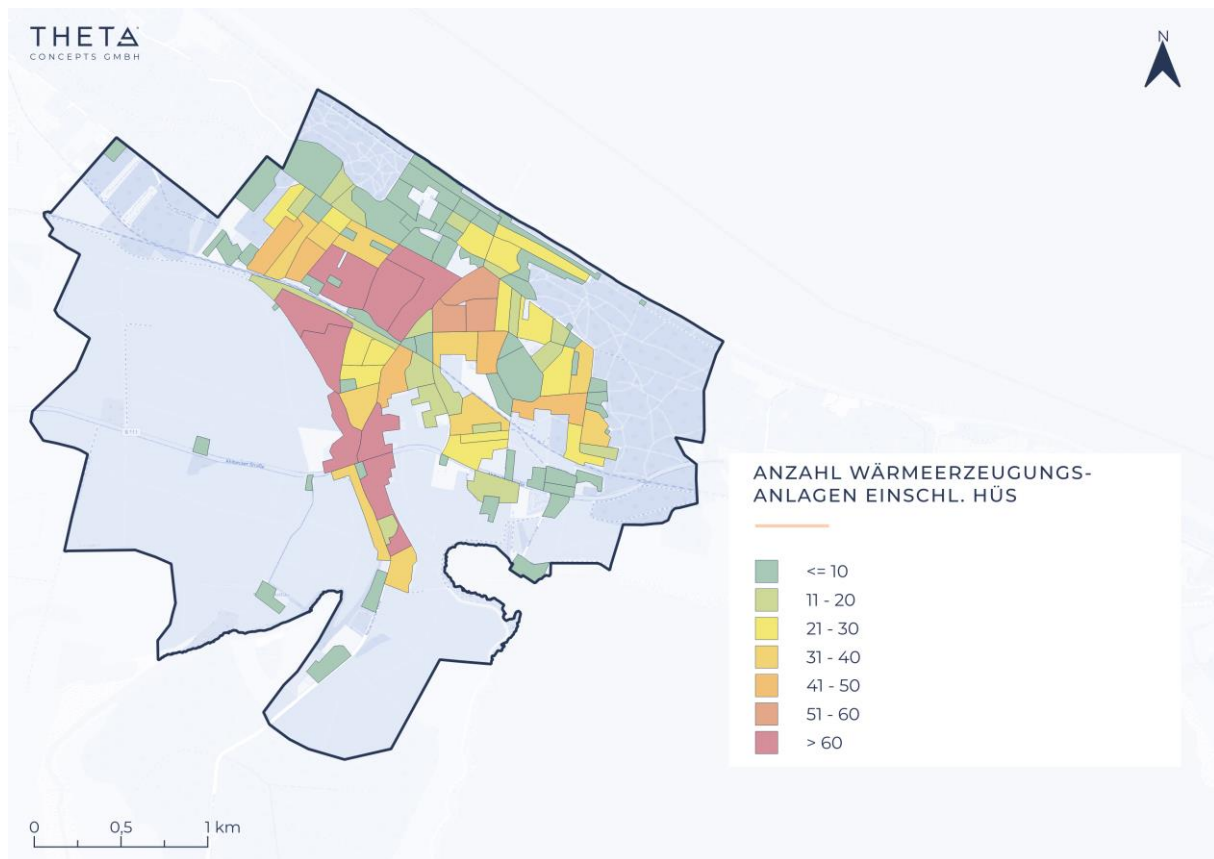 THETA
CONCEPTS GMBH
N
B 111
ANZAHL WÄRMEERZEUGUNGS-
ANLAGEN EINSCHL. HÜS
<= 10
11 - 20
21 - 30
31 - 40
41 - 50
51 - 60
> 60
0 0,5 1 km